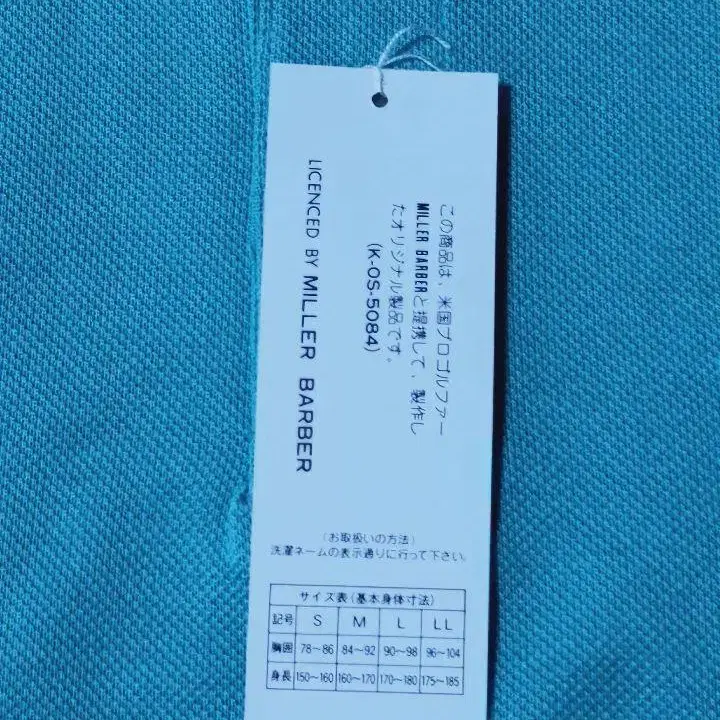 この商品は、米国プロゴルファー
MILLER BARBERと提携して、製作し
たオリジナル製品です。
(K-OS-5084)
LICENCED BY MILLER BARBER
(お取扱いの方法)
洗濯ネームの表示通りに行って下さい。
サイズ表(基本身体寸法)
記号 S M L LL
胸囲 78~86 84~92 90~98 96~104
身長 150~160 160~170 170~180 175~185